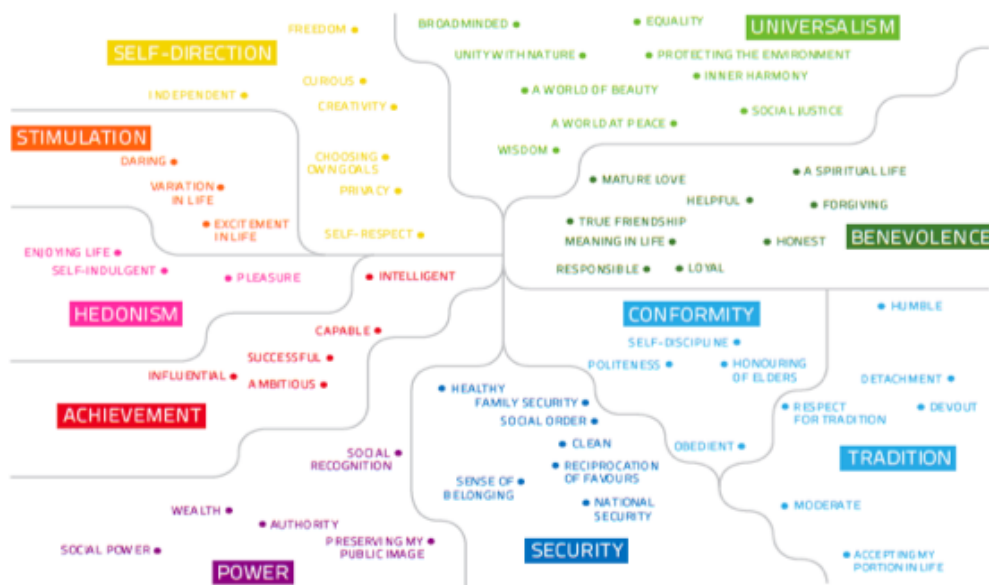 SELF-DIRECTION
FREEDOM
CURIOUS
INDEPENDENT
CREATIVITY
CHOOSING
OWN GOALS
PRIVACY
SELF-RESPECT
UNIVERSALISM
BROADMINDED
EQUALITY
UNITY WITH NATURE
PROTECTING THE ENVIRONMENT
INNER HARMONY
A WORLD OF BEAUTY
SOCIAL JUSTICE
A WORLD AT PEACE
WISDOM
STIMULATION
DARING
VARIATION
IN LIFE
EXCITEMENT
IN LIFE
BENEVOLENCE
MATURE LOVE
A SPIRITUAL LIFE
HELPFUL
FORGIVING
TRUE FRIENDSHIP
MEANING IN LIFE
HONEST
RESPONSIBLE
LOYAL
HEDONISM
ENJOYING LIFE
SELF-INDULGENT
PLEASURE
ACHIEVEMENT
INTELLIGENT
CAPABLE
SUCCESSFUL
INFLUENTIAL
AMBITIOUS
CONFORMITY
SELF-DISCIPLINE
POLITENESS
HONOURING
OF ELDERS
OBEDIENT
TRADITION
HUMBLE
DETACHMENT
RESPECT
FOR TRADITION
DEVOUT
MODERATE
ACCEPTING MY
PORTION IN LIFE
SECURITY
HEALTHY
FAMILY SECURITY
SOCIAL ORDER
CLEAN
RECIPROCATION
OF FAVOURS
SENSE OF
BELONGING
NATIONAL
SECURITY
POWER
SOCIAL
RECOGNITION
WEALTH
AUTHORITY
PRESERVING MY
PUBLIC IMAGE
SOCIAL POWER